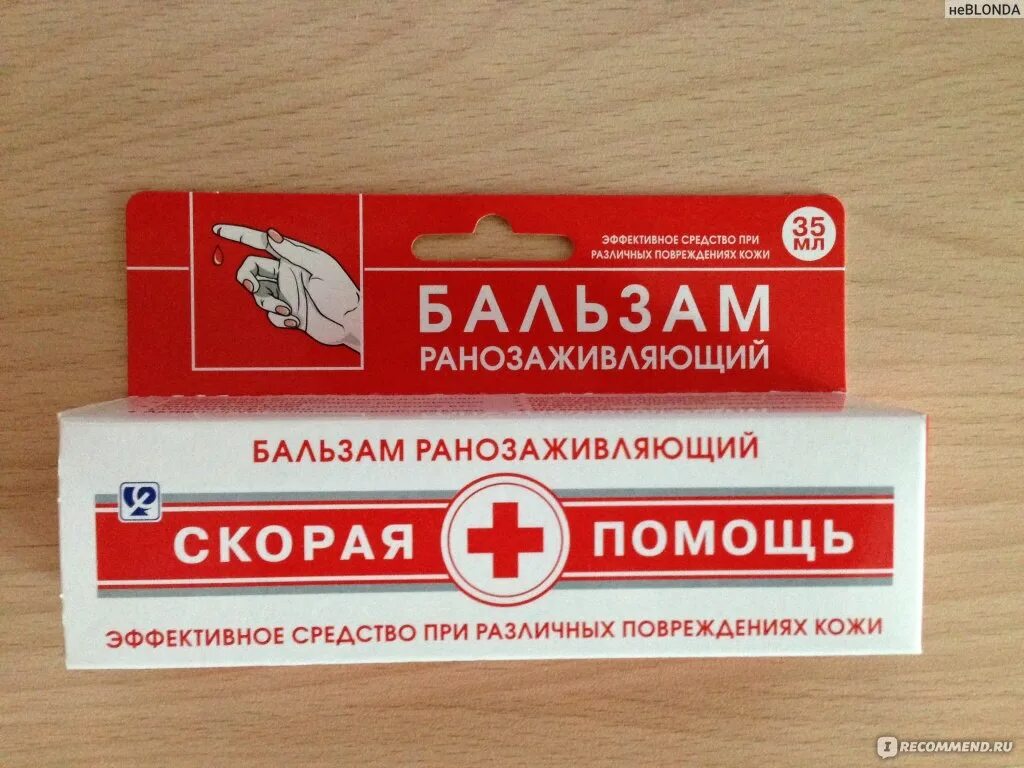 неBLONDA
ЭФФЕКТИВНОЕ СРЕДСТВО ПРИ
РАЗЛИЧНЫХ ПОВРЕЖДЕНИЯХ КОЖИ
35
МЛ
БАЛЬЗАМ
РАНОЗАЖИВЛЯЮЩИЙ
БАЛЬЗАМ РАНОЗАЖИВЛЯЮЩИЙ
СКОРАЯ ПОМОЩЬ
ЭФФЕКТИВНОЕ СРЕДСТВО ПРИ РАЗЛИЧНЫХ ПОВРЕЖДЕНИЯХ КОЖИ
IRECOMMEND.RU